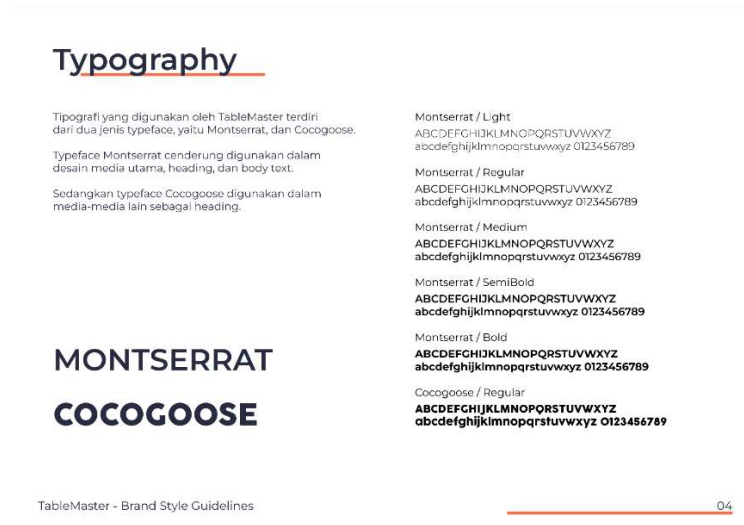 Typography
Tipografi yang digunakan oleh TableMaster terdiri
dari dua jenis typeface, yaitu Montserrat, dan Cocogoose.
Typeface Montserrat cenderung digunakan dalam
desain media utama, heading, dan body text.
Sedangkan typeface Cocogoose digunakan dalam
media-media lain sebagai heading.
MONTSERRAT
COCOGOOSE
Montserrat / Light
ABCDEFGHIJKLMNOPQRSTUVWXYZ
abcdefghijklmnopqrstuvwxyz 0123456789
Montserrat / Regular
ABCDEFGHIJKLMNOPQRSTUVWXYZ
abcdefghijklmnopqrstuvwxyz 0123456789
Montserrat / Medium
ABCDEFGHIJKLMNOPQRSTUVWXYZ
abcdefghijklmnopqrstuvwxyz 0123456789
Montserrat / SemiBold
ABCDEFGHIJKLMNOPQRSTUVWXYZ
abcdefghijklmnopqrstuvwxyz 0123456789
Montserrat / Bold
ABCDEFGHIJKLMNOPQRSTUVWXYZ
abcdefghijklmnopqrstuvwxyz 0123456789
Cocogoose / Regular
ABCDEFGHIJKLMNOPQRSTUVWXYZ
abcdefghijklmnopqrstuvwxyz 0123456789
TableMaster - Brand Style Guidelines
04